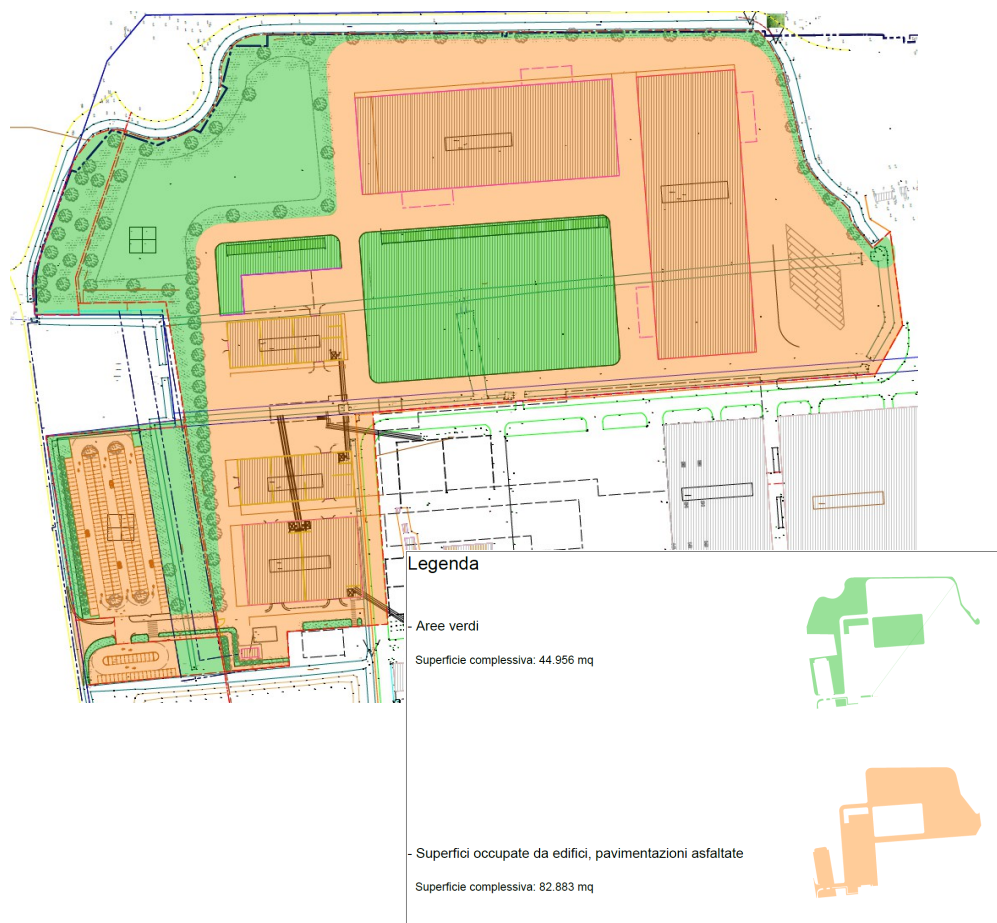 Legenda
- Aree verdi
Superficie complessiva: 44.956 mq
- Superfici occupate da edifici, pavimentazioni asfaltate
Superficie complessiva: 82.883 mq